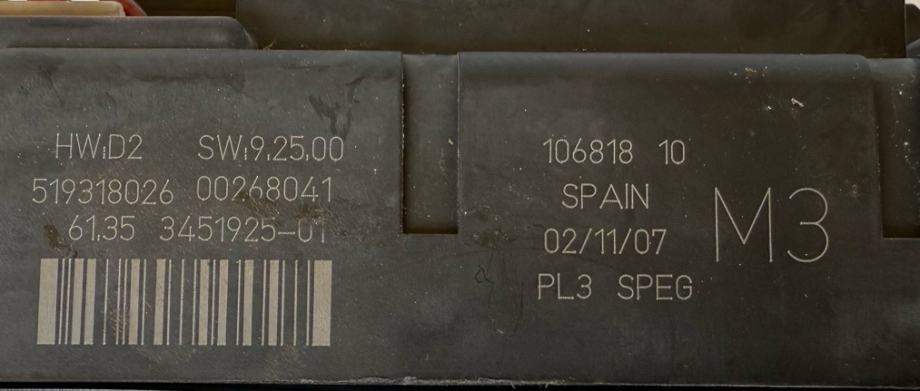 HW:D2 SW:9.25.00
519318026 00268041
61.35 3451925-01
106818 10
SPAIN
02/11/07
PL3 SPEG
M3